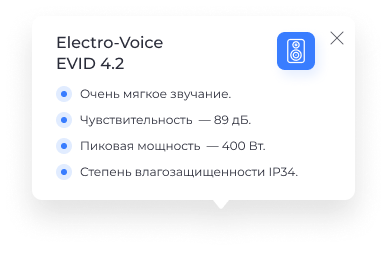 Electro-Voice
EVID 4.2
Очень мягкое звучание.
Чувствительность — 89 дБ.
Пиковая мощность — 400 Вт.
Степень влагозащищенности IP34.